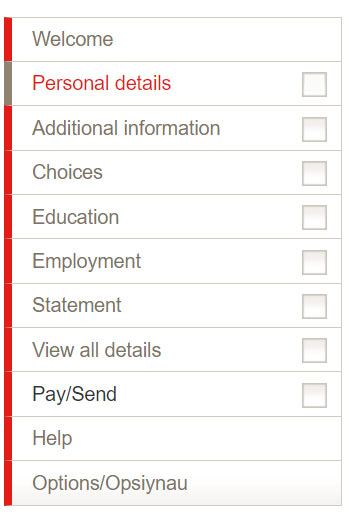 Welcome
Personal details
Additional information
Choices
Education
Employment
Statement
View all details
Pay/Send
Help
Options/Opsiynau